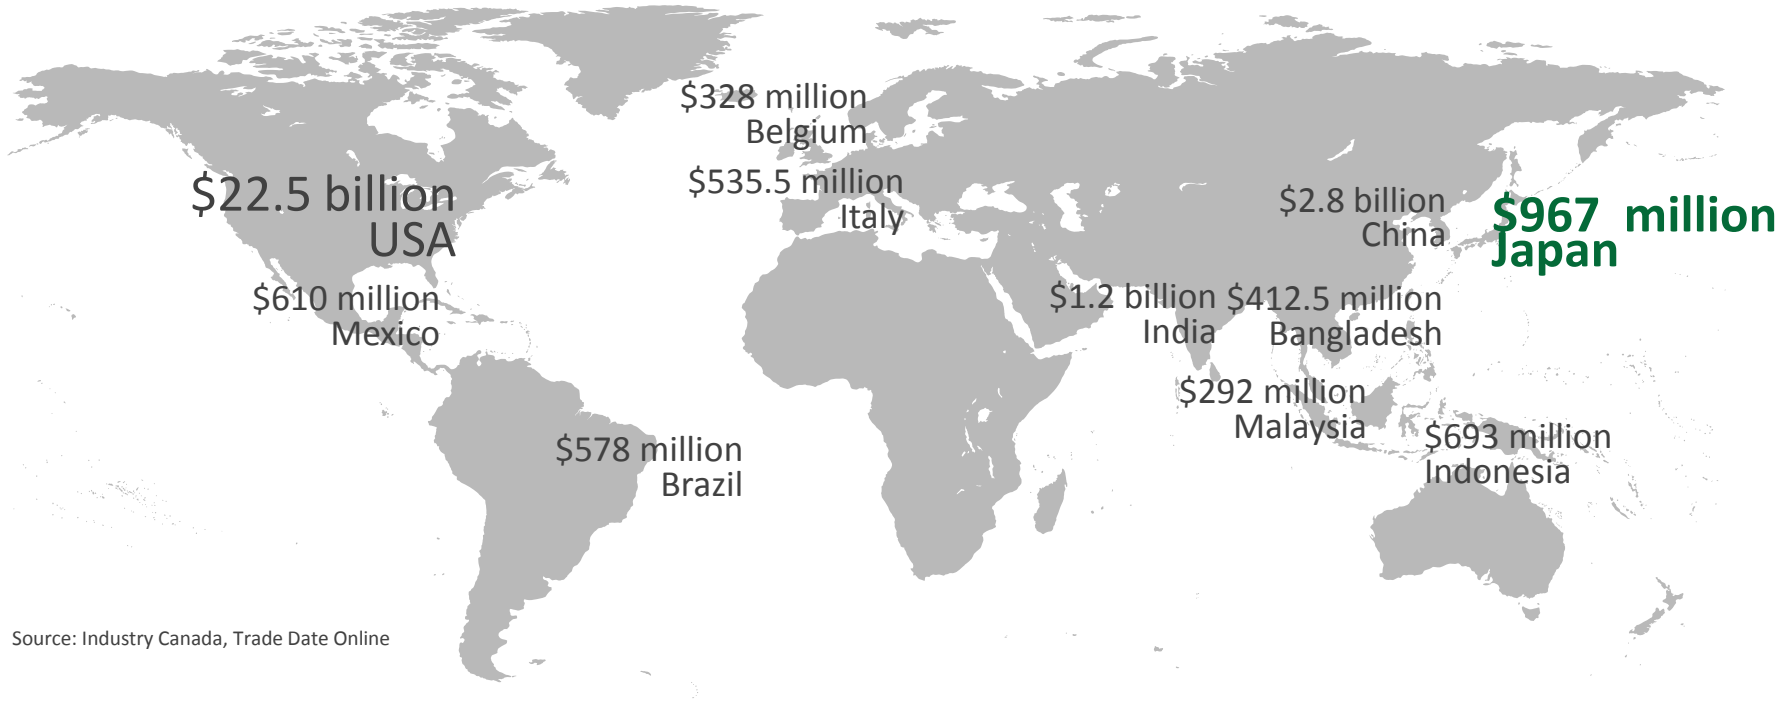 $328 million
Belgium
$535.5 million
Italy
$22.5 billion
USA
$2.8 billion
China
$967 million
Japan
$610 million
Mexico
$1.2 billion
India
$412.5 million
Bangladesh
$292 million
Malaysia
$693 million
Indonesia
$578 million
Brazil
Source: Industry Canada, Trade Date Online